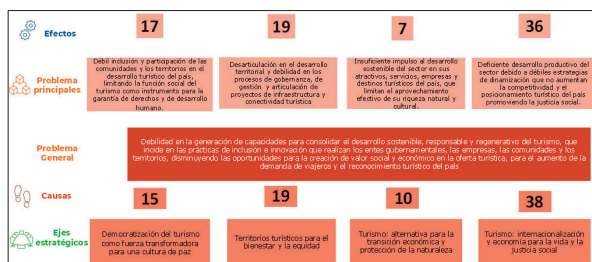 Efectos
17
19
7
36
Problema
principales
Débil inclusión y participación de
las comunidades y los territorios en el
desarrollo turístico del país,
limitando la función social del
turismo como instrumento para la
garantía de derechos y de desarrollo
humano.
Desarticulación en el desarrollo
territorial y debilidad en los
procesos de gobernanza, de
gestión y articulación de
proyectos de infraestructura y
conectividad turística
Insuficiente impulso al desarrollo
sostenible del sector en sus
atractivos, servicios, empresas y
destinos turísticos del país, que
limitan el aprovechamiento
efectivo de su riqueza natural y
cultural.
Deficiente desarrollo productivo del
sector debido a débiles estrategias
de dinamización que no aumentan
la competitividad y el
posicionamiento turístico del país
promoviendo la justicia social.
Problema
General
Debilidad en la generación de capacidades para consolidar el desarrollo sostenible, responsable y regenerativo del turismo, que
incide en las prácticas de inclusión e innovación que realizan los entes gubernamentales, las empresas, las comunidades y los
territorios, disminuyendo las oportunidades para la creación de valor social y económico en la oferta turística, para el aumento de la
demanda de viajeros y el reconocimiento turístico del país
Causas
15
19
10
38
Ejes
estratégicos
Democratización del turismo
como fuerza transformadora
para una cultura de paz
Territorios turísticos para el
bienestar y la equidad
Turismo: alternativa para la
transición económica y
protección de la naturaleza
Turismo: internacionalización
y economía para la vida y la
justicia social